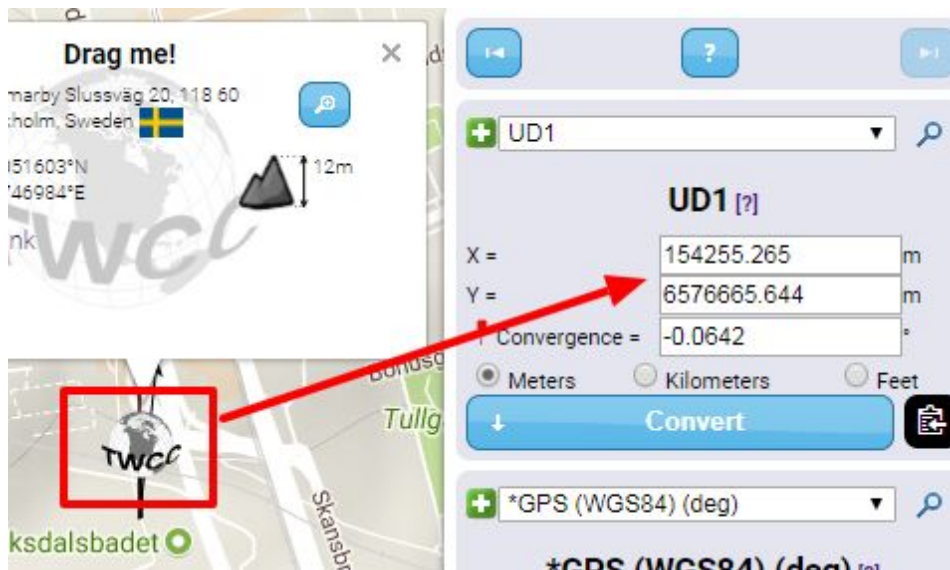 Drag me!
marby Slussväg 20, 118 60
holm, Sweden
51603°N
46984°E
12m
nk
TWCC
TWCC
Tullg
Skansbr
ksdalsbadet
?
UD1
UD1 [?]
X = 154255.265 m
Y = 6576665.644 m
Convergence = -0.0642 °
Meters Kilometers Feet
Convert
*GPS (WGS84) (deg)
*GPS (WGS84) (deg) [?]